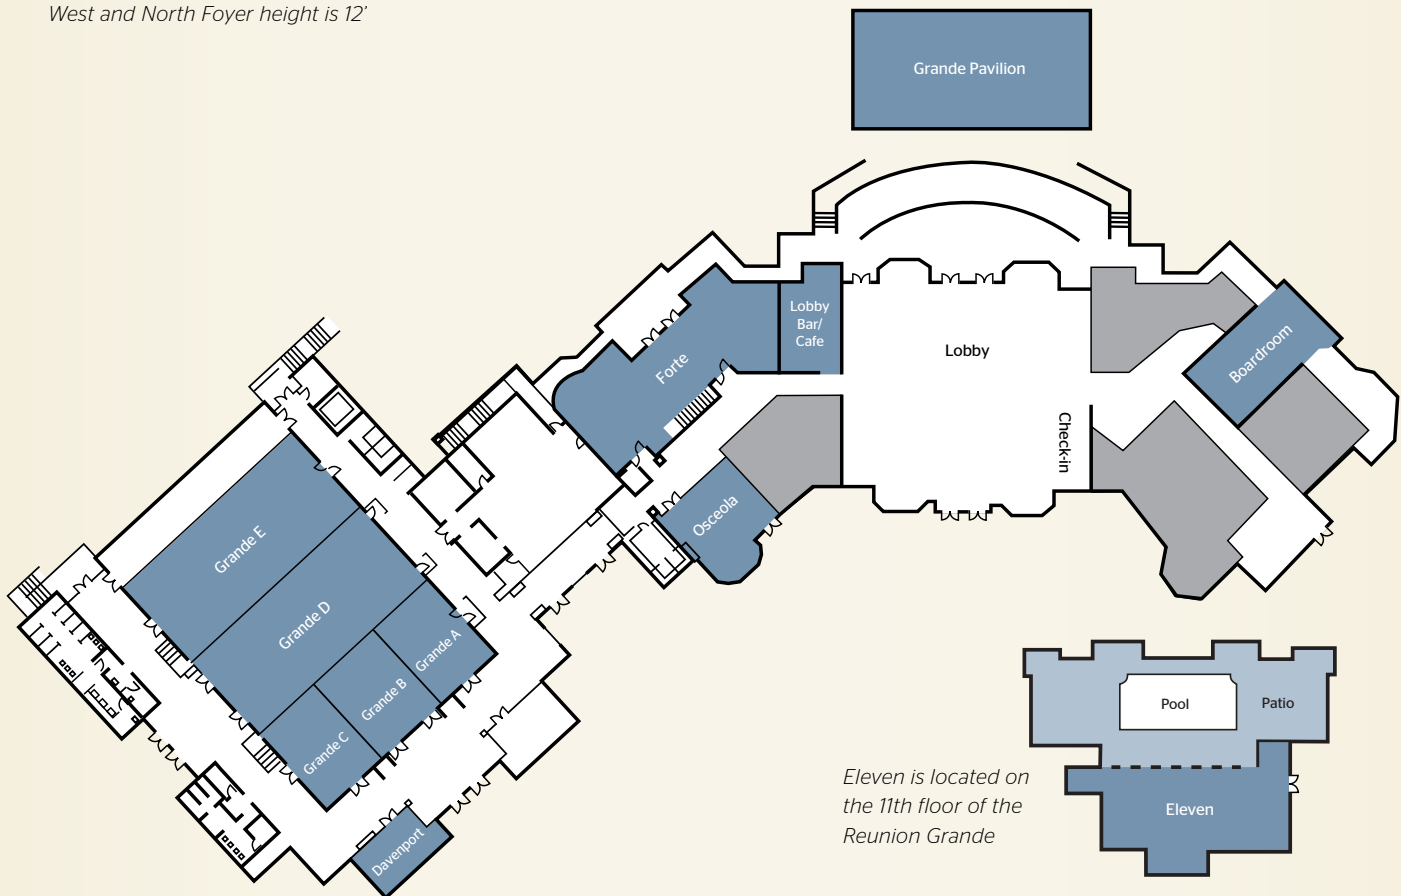 West and North Foyer height is 12’
Grande Pavilion
Lobby
Bar/
Cafe
Lobby
Boardroom
Forte
Check-in
Osceola
Grande E
Grande D
Grande A
Grande B
Grande C
Davenport
Pool
Patio
Eleven is located on
the 11th floor of the
Reunion Grande
Eleven